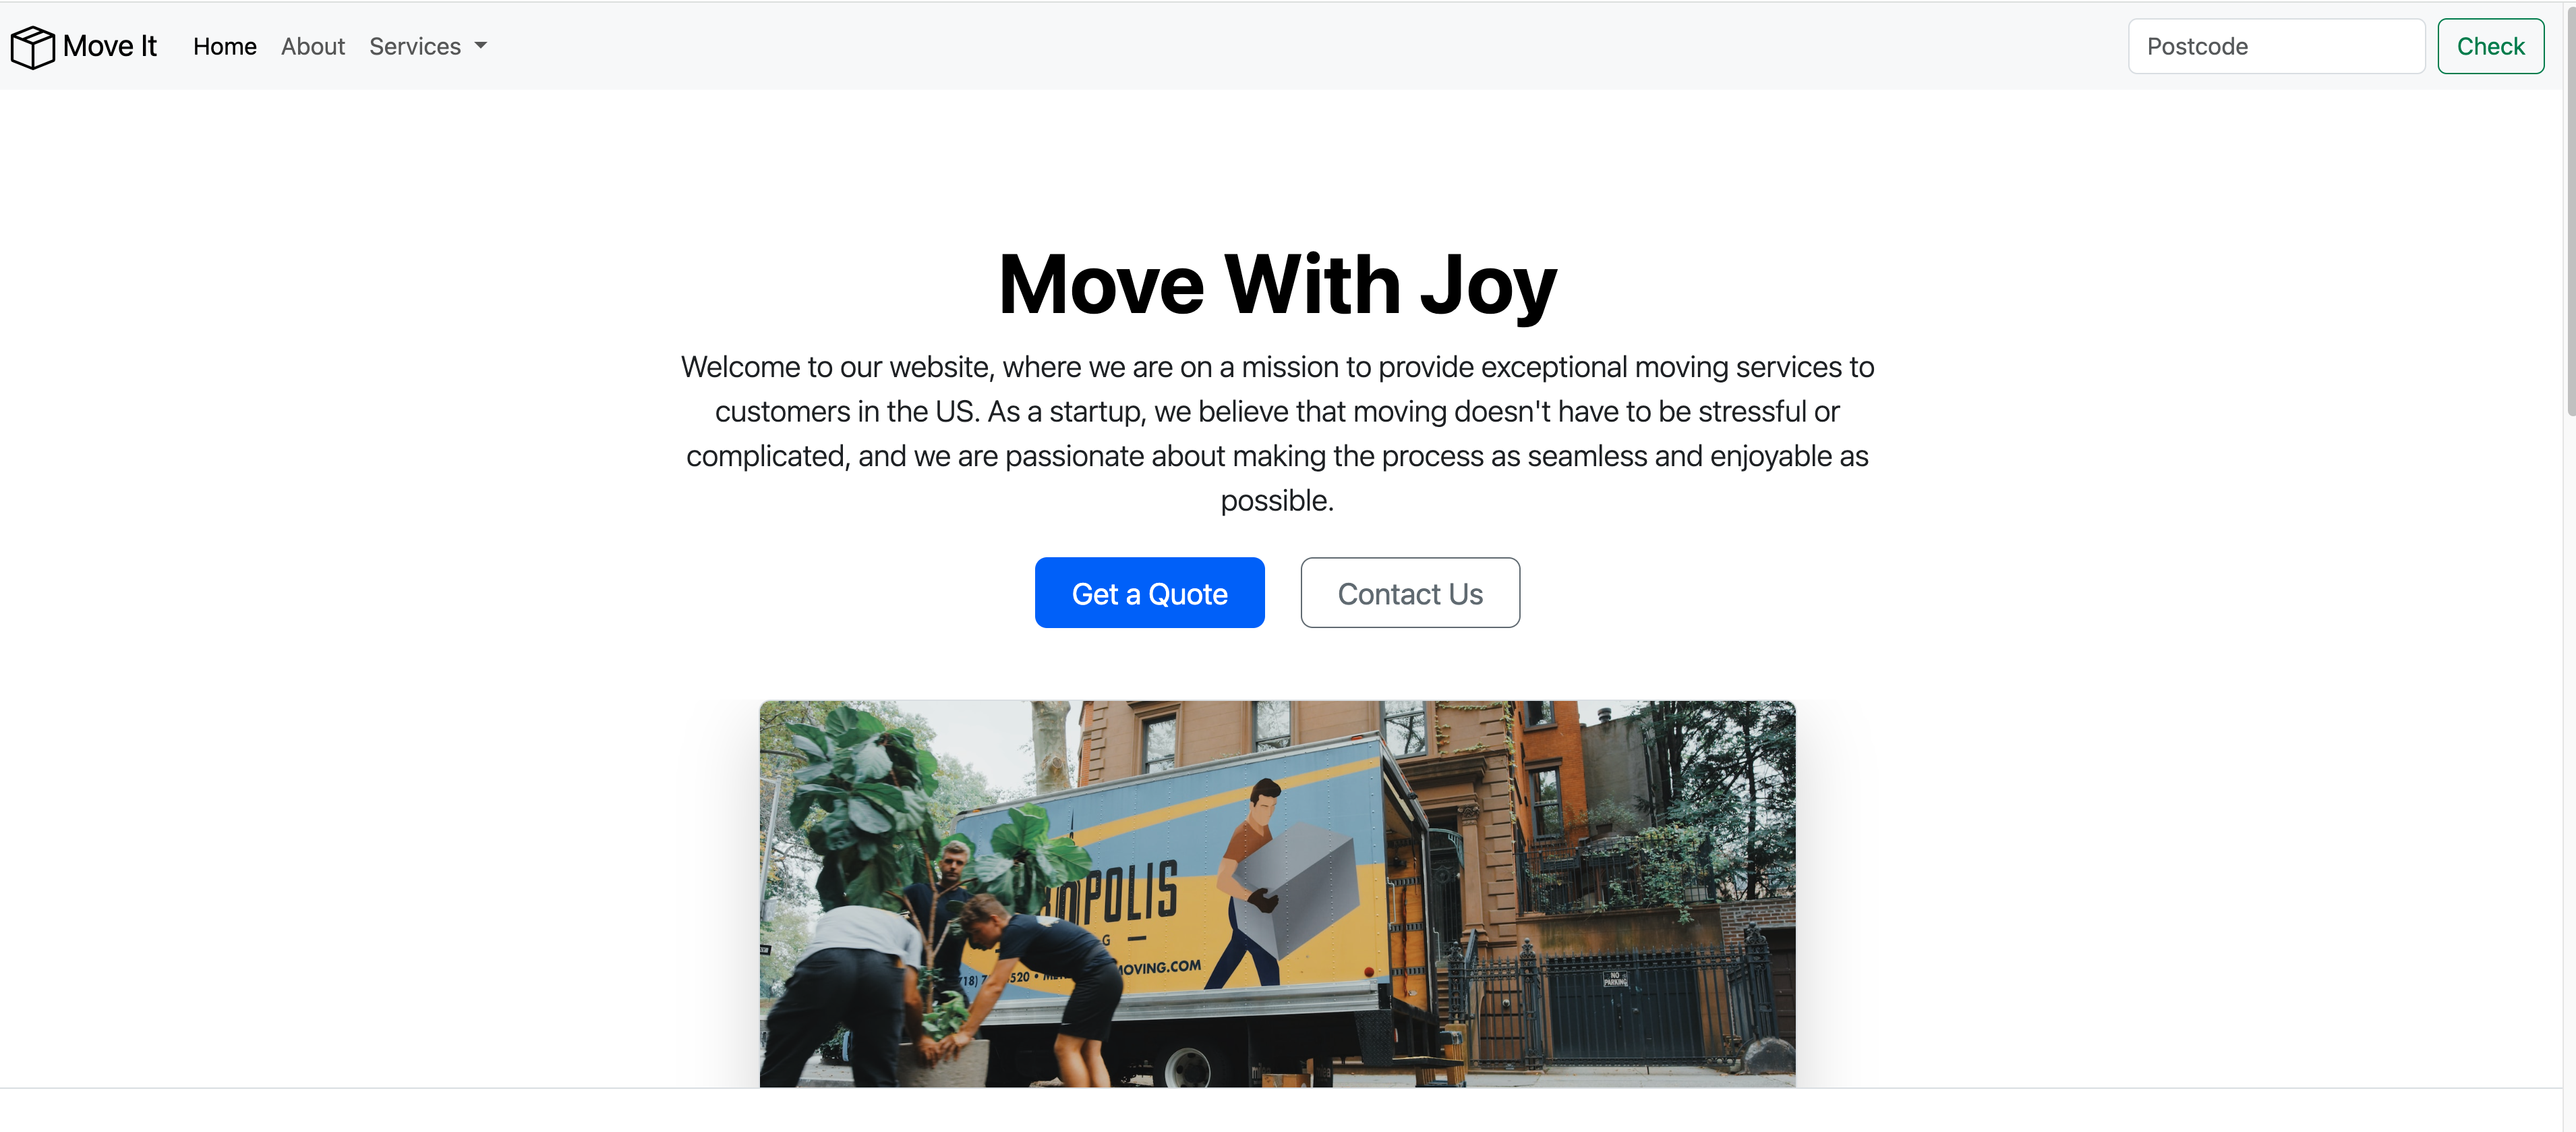 Move It
Home
About
Services
Postcode
Check
Move With Joy
Welcome to our website, where we are on a mission to provide exceptional moving services to
customers in the US. As a startup, we believe that moving doesn't have to be stressful or
complicated, and we are passionate about making the process as seamless and enjoyable as
possible.
Get a Quote
Contact Us
POLIS
G
520
MOVING.COM
NO
PARKING